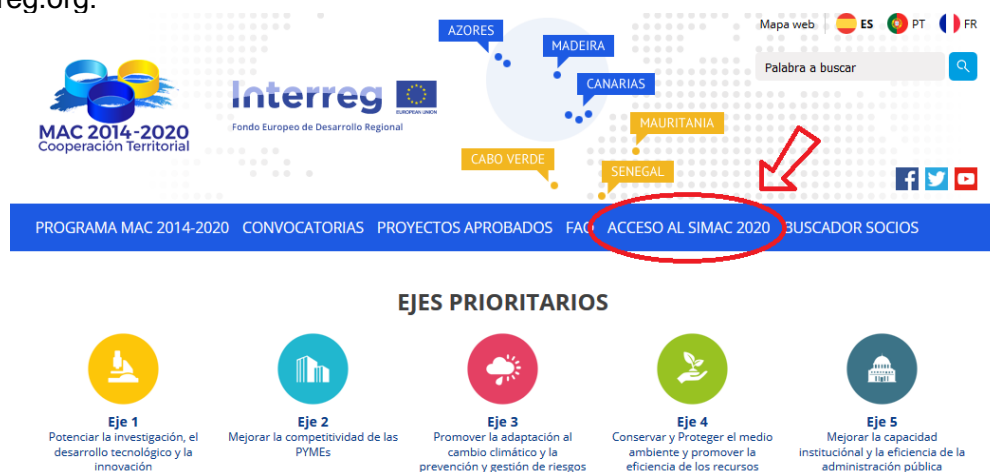 reg.org.
AZORES
MADEIRA
CANARIAS
MAURITANIA
CABO VERDE
SENEGAL
Mapa web ES PT FR
Palabra a buscar
MAC 2014-2020
Cooperación Territorial
Interreg
EUROPEAN UNION
Fondo Europeo de Desarrollo Regional
PROGRAMA MAC 2014-2020 CONVOCATORIAS PROYECTOS APROBADOS FAQ ACCESO AL SIMAC 2020 BUSCADOR SOCIOS
EJES PRIORITARIOS
Eje 1
Potenciar la investigación, el
desarrollo tecnológico y la
innovación
Eje 2
Mejorar la competitividad de las
PYMEs
Eje 3
Promover la adaptación al
cambio climático y la
prevención y gestión de riesgos
Eje 4
Conservar y Proteger el medio
ambiente y promover la
eficiencia de los recursos
Eje 5
Mejorar la capacidad
institucional y la eficiencia de la
administración pública